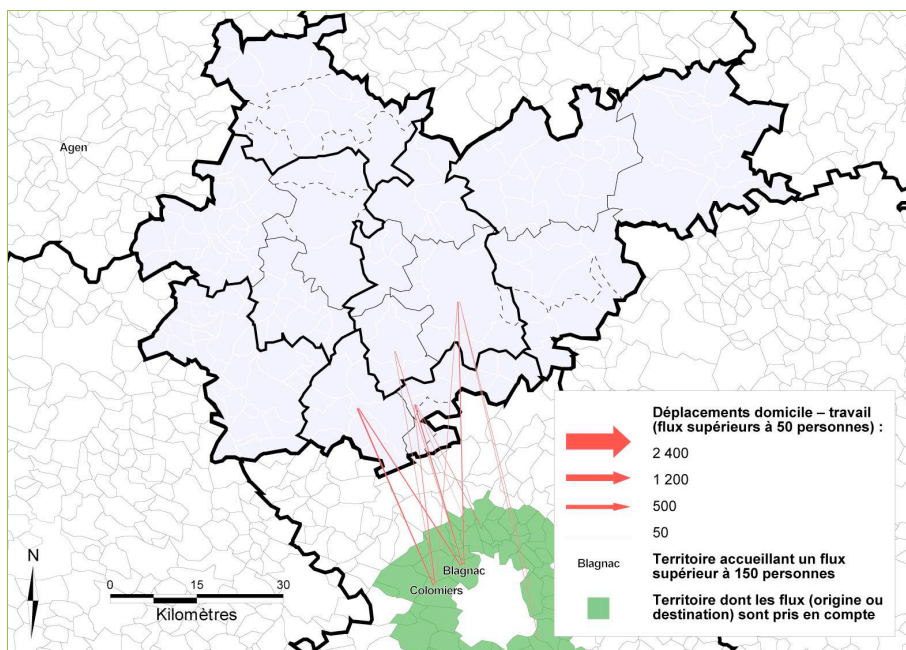 Agen
Déplacements domicile – travail
(flux supérieurs à 50 personnes) :
2 400
1 200
500
50
Blagnac
Territoire accueillant un flux
supérieur à 150 personnes
Territoire dont les flux (origine ou
destination) sont pris en compte
N
0 15 30
Kilomètres
Blagnac
Colomiers